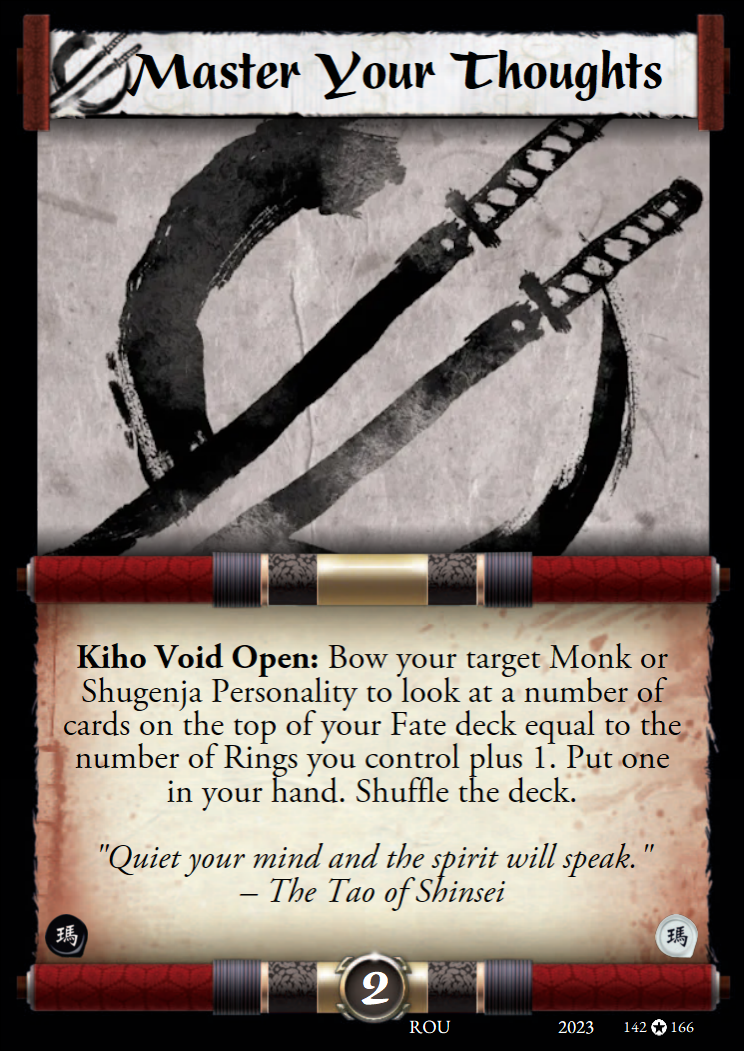 Master Your Thoughts
Kiho Void Open: Bow your target Monk or
Shugenja Personality to look at a number of
cards on the top of your Fate deck equal to the
number of Rings you control plus 1. Put one
in your hand. Shuffle the deck.
"Quiet your mind and the spirit will speak."
– The Tao of Shinsei
瑪
瑪
2
ROU 2023 142 166